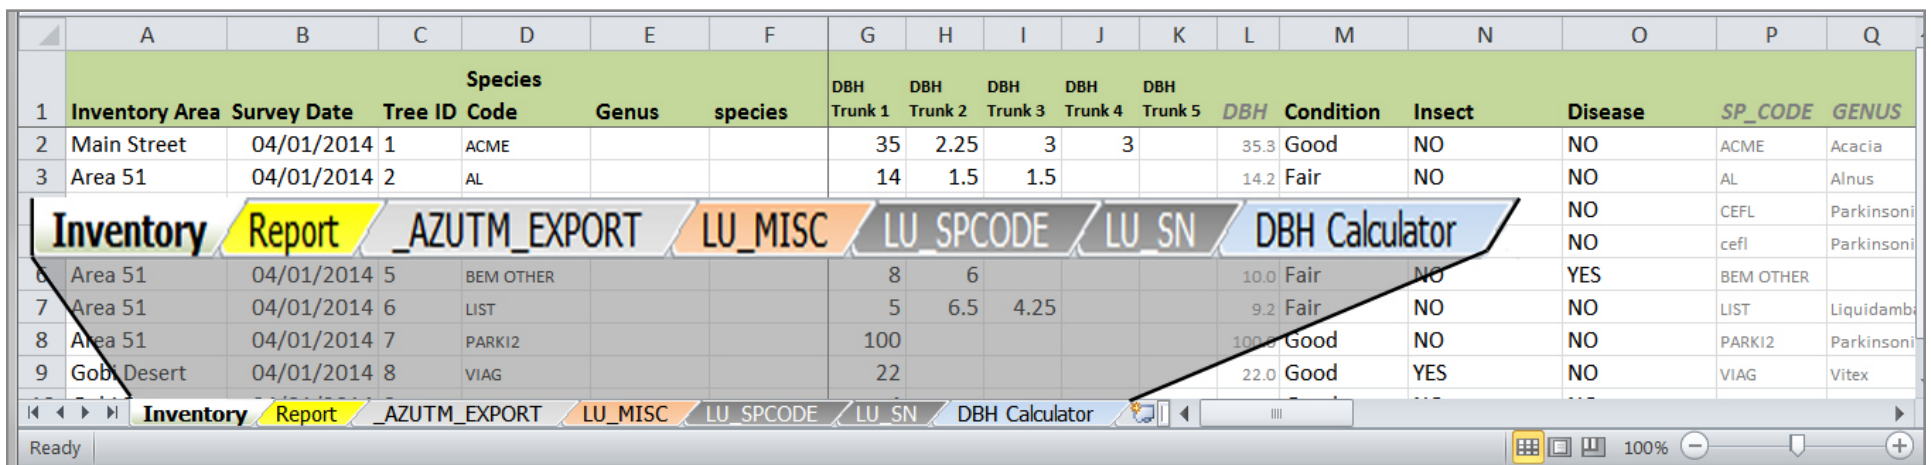 A B C D E F G H I J K L M N O P Q
1 Inventory Area Survey Date Tree ID Species Code Genus species DBH Trunk 1 DBH Trunk 2 DBH Trunk 3 DBH Trunk 4 DBH Trunk 5 DBH Condition Insect Disease SP_CODE GENUS
2 Main Street 04/01/2014 1 ACME 35 2.25 3 3 35.3 Good NO NO ACME Acacia
3 Area 51 04/01/2014 2 AL 14 1.5 1.5 14.2 Fair NO NO AL Alnus
NO CEFL Parkinsoni
NO cefl Parkinsoni
Inventory Report _AZUTM_EXPORT LU_MISC LU_SPCODE LU_SN DBH Calculator
6 Area 51 04/01/2014 5 BEM OTHER 8 6 10.0 Fair NO YES BEM OTHER
7 Area 51 04/01/2014 6 LIST 5 6.5 4.25 9.2 Fair NO NO LIST Liquidamba
8 Area 51 04/01/2014 7 PARKI2 100 100.0 Good NO NO PARKI2 Parkinsoni
9 Gobi Desert 04/01/2014 8 VIAG 22 22.0 Good YES NO VIAG Vitex
Inventory Report _AZUTM_EXPORT LU_MISC LU_SPCODE LU_SN DBH Calculator
Ready 100%